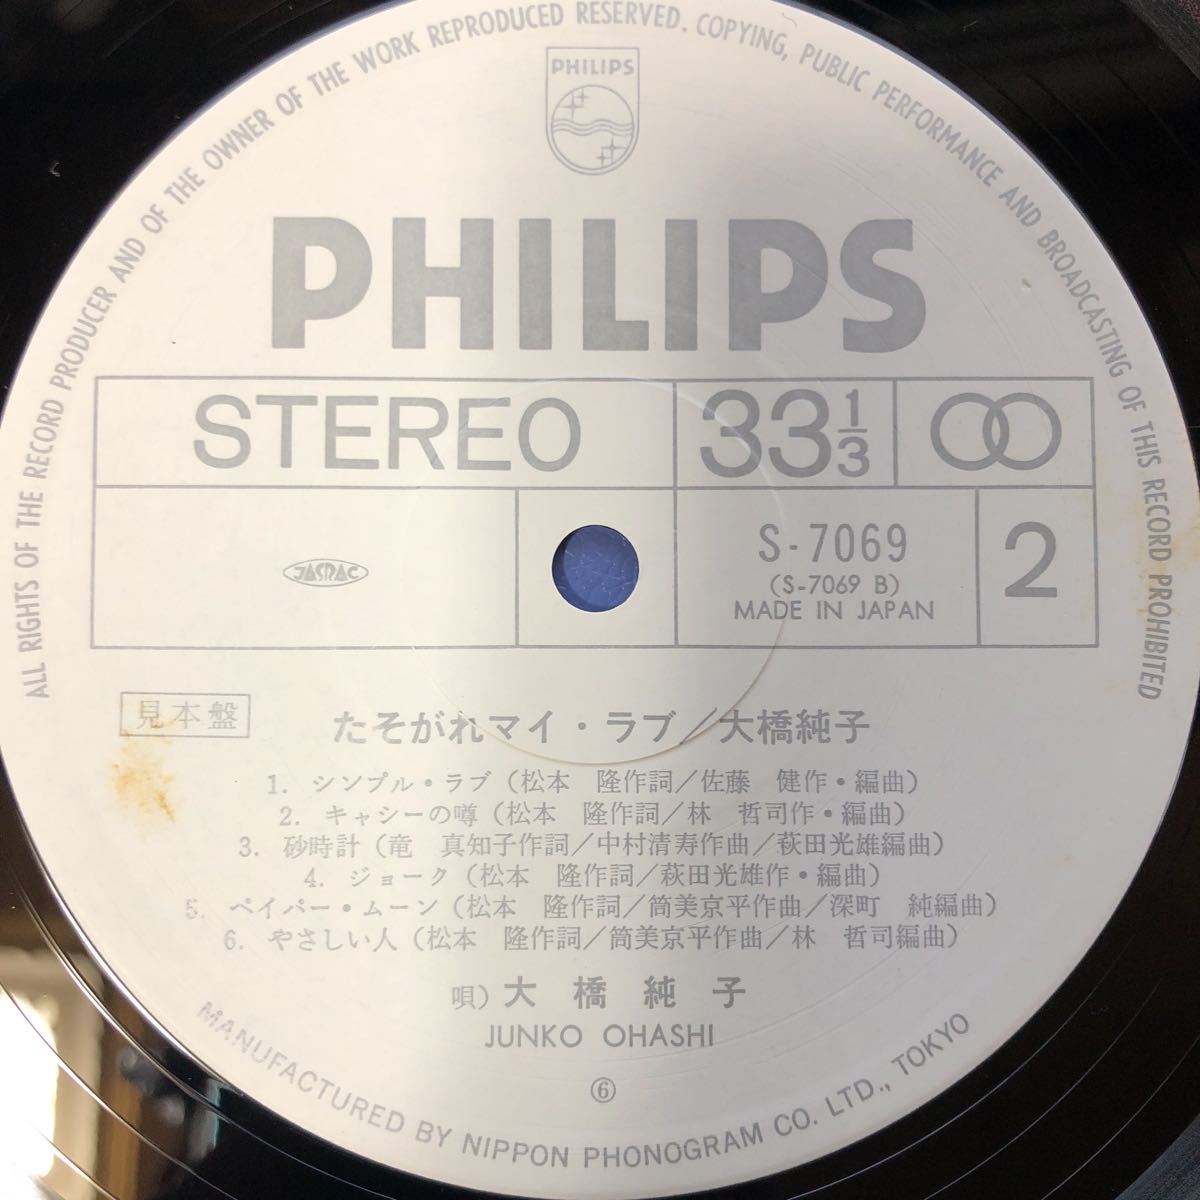 ALL RIGHTS OF THE RECORD PRODUCER AND OF THE OWNER OF THE WORK REPRODUCED RESERVED. COPYING, PUBLIC PERFORMANCE AND BROADCASTING OF THIS RECORD PROHIBITED
PHILIPS
PHILIPS
STEREO 33 1/3
JASRAC
S-7069
(S-7069 B)
MADE IN JAPAN
2
見本盤
たそがれマイ・ラブ/大橋純子
1. シンプル・ラブ(松本 隆作詞/佐藤 健作・編曲)
2. キャシーの噂(松本 隆作詞/林 哲司作・編曲)
3. 砂時計(竜 真知子作詞/中村清寿作曲/萩田光雄編曲)
4. ジョーク(松本 隆作詞/萩田光雄作・編曲)
5. ペイパー・ムーン(松本 隆作詞/筒美京平作曲/深町 純編曲)
6. やさしい人(松本 隆作詞/筒美京平作曲/林 哲司編曲)
唄)大橋純子
JUNKO OHASHI
⑥
MANUFACTURED BY NIPPON PHONOGRAM CO. LTD., TOKYO